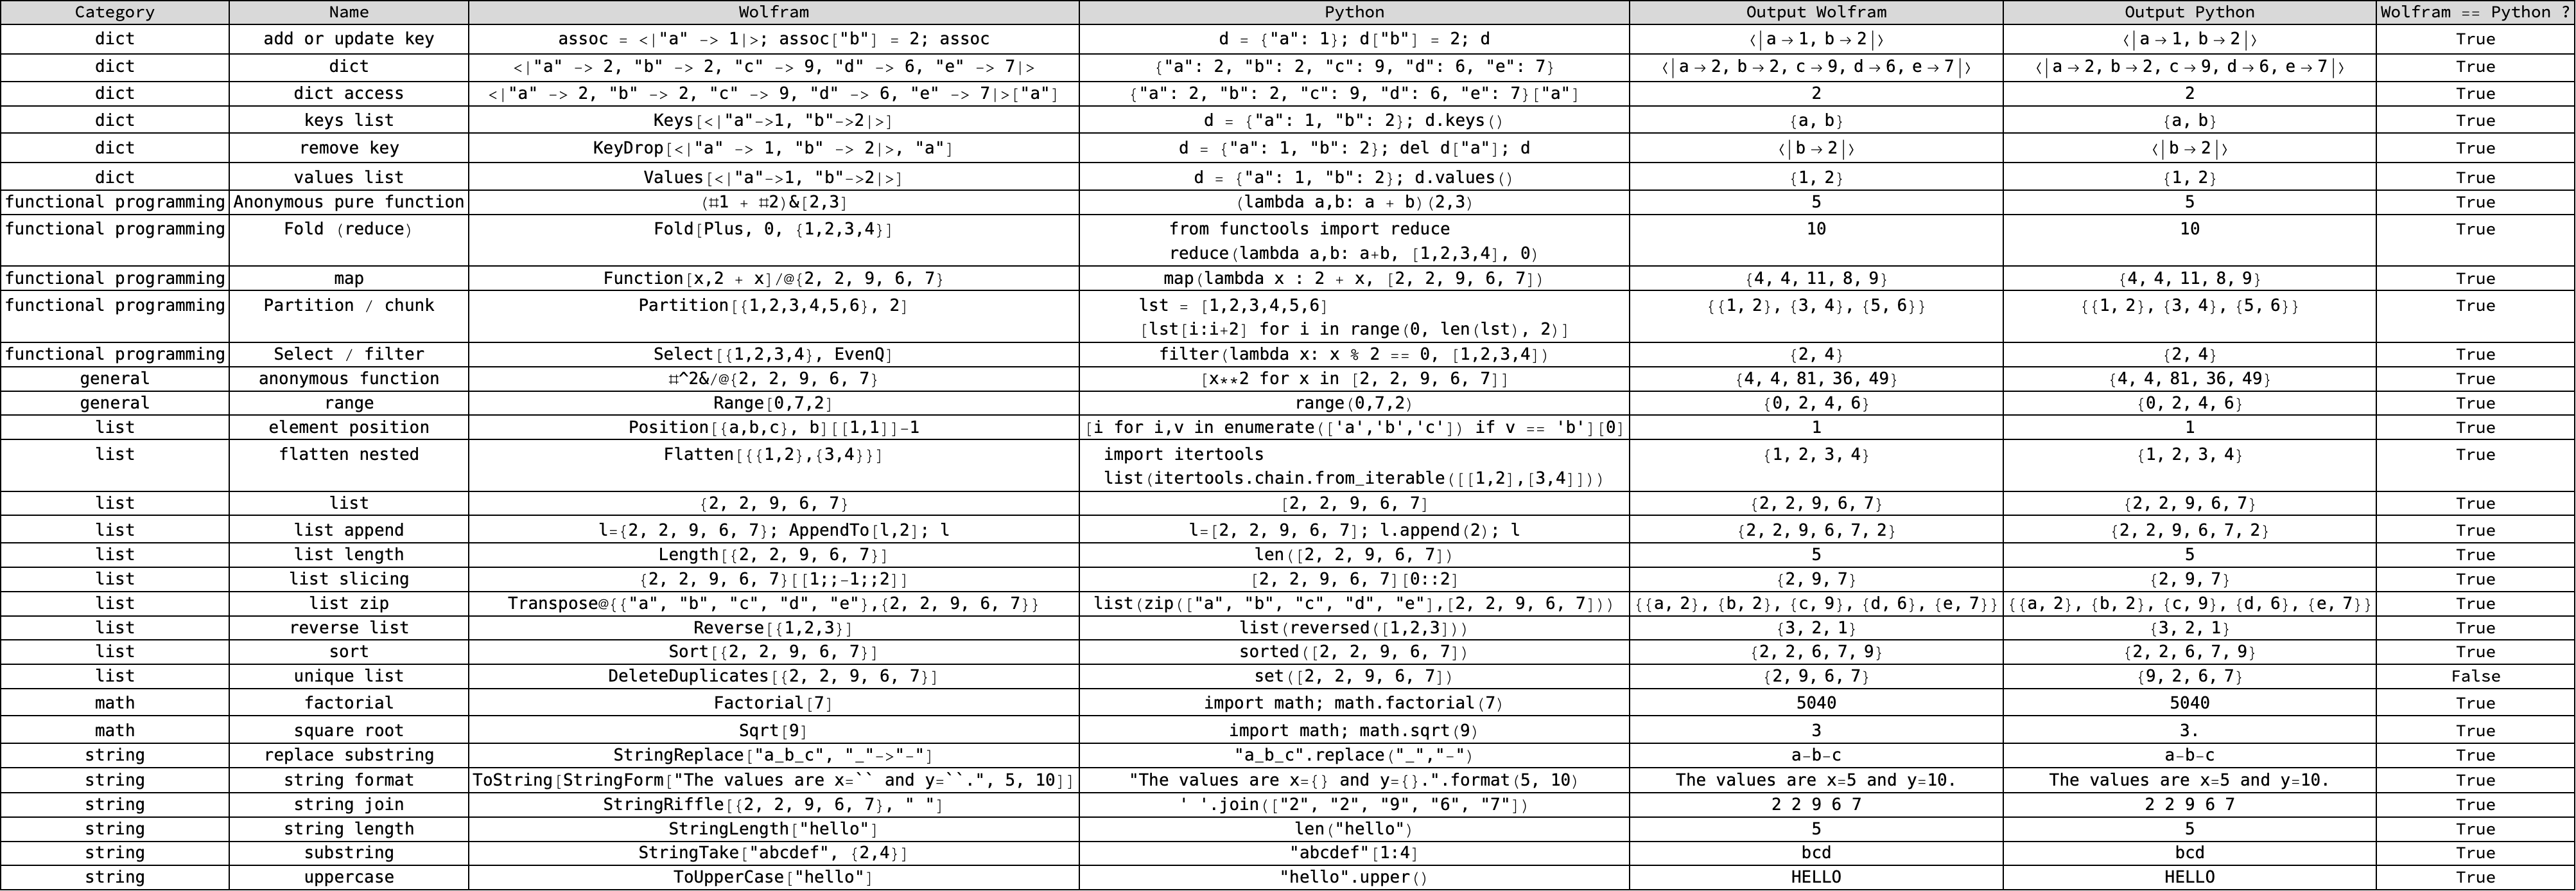 Category Name Wolfram Python Output Wolfram Output Python Wolfram == Python ?
dict add or update key assoc = <|"a" -> 1|>; assoc["b"] = 2; assoc d = {"a": 1}; d["b"] = 2; d 〈|a→1, b→2|〉 〈|a→1, b→2|〉 True
dict dict <|"a" -> 2, "b" -> 2, "c" -> 9, "d" -> 6, "e" -> 7|> {"a": 2, "b": 2, "c": 9, "d": 6, "e": 7} 〈|a→2, b→2, c→9, d→6, e→7|〉 〈|a→2, b→2, c→9, d→6, e→7|〉 True
dict dict access <|"a" -> 2, "b" -> 2, "c" -> 9, "d" -> 6, "e" -> 7|>["a"] {"a": 2, "b": 2, "c": 9, "d": 6, "e": 7}["a"] 2 2 True
dict keys list Keys[<|"a"->1, "b"->2|>] d = {"a": 1, "b": 2}; d.keys() {a, b} {a, b} True
dict remove key KeyDrop[<|"a" -> 1, "b" -> 2|>, "a"] d = {"a": 1, "b": 2}; del d["a"]; d 〈|b→2|〉 〈|b→2|〉 True
dict values list Values[<|"a"->1, "b"->2|>] d = {"a": 1, "b": 2}; d.values() {1, 2} {1, 2} True
functional programming Anonymous pure function (#1 + #2)&[2,3] (lambda a,b: a + b)(2,3) 5 5 True
functional programming Fold (reduce) Fold[Plus, 0, {1,2,3,4}] from functools import reduce 10 10 True
reduce(lambda a,b: a+b, [1,2,3,4], 0)
functional programming map Function[x,2 + x]/@{2, 2, 9, 6, 7} map(lambda x : 2 + x, [2, 2, 9, 6, 7]) {4, 4, 11, 8, 9} {4, 4, 11, 8, 9} True
functional programming Partition / chunk Partition[{1,2,3,4,5,6}, 2] lst = [1,2,3,4,5,6] {{1, 2}, {3, 4}, {5, 6}} {{1, 2}, {3, 4}, {5, 6}} True
[lst[i:i+2] for i in range(0, len(lst), 2)]
functional programming Select / filter Select[{1,2,3,4}, EvenQ] filter(lambda x: x % 2 == 0, [1,2,3,4]) {2, 4} {2, 4} True
general anonymous function #^2&/@{2, 2, 9, 6, 7} [x**2 for x in [2, 2, 9, 6, 7]] {4, 4, 81, 36, 49} {4, 4, 81, 36, 49} True
general range Range[0,7,2] range(0,7,2) {0, 2, 4, 6} {0, 2, 4, 6} True
list element position Position[{a,b,c}, b][[1,1]]-1 [i for i,v in enumerate(['a','b','c']) if v == 'b'][0] 1 1 True
list flatten nested Flatten[{{1,2},{3,4}}] import itertools {1, 2, 3, 4} {1, 2, 3, 4} True
list(itertools.chain.from_iterable([[1,2],[3,4]]))
list list {2, 2, 9, 6, 7} [2, 2, 9, 6, 7] {2, 2, 9, 6, 7} {2, 2, 9, 6, 7} True
list list append l={2, 2, 9, 6, 7}; AppendTo[l,2]; l l=[2, 2, 9, 6, 7]; l.append(2); l {2, 2, 9, 6, 7, 2} {2, 2, 9, 6, 7, 2} True
list list length Length[{2, 2, 9, 6, 7}] len([2, 2, 9, 6, 7]) 5 5 True
list list slicing {2, 2, 9, 6, 7}[[1;;-1;;2]] [2, 2, 9, 6, 7][0::2] {2, 9, 7} {2, 9, 7} True
list list zip Transpose@{{"a", "b", "c", "d", "e"},{2, 2, 9, 6, 7}} list(zip(["a", "b", "c", "d", "e"],[2, 2, 9, 6, 7])) {{a, 2}, {b, 2}, {c, 9}, {d, 6}, {e, 7}} {{a, 2}, {b, 2}, {c, 9}, {d, 6}, {e, 7}} True
list reverse list Reverse[{1,2,3}] list(reversed([1,2,3])) {3, 2, 1} {3, 2, 1} True
list sort Sort[{2, 2, 9, 6, 7}] sorted([2, 2, 9, 6, 7]) {2, 2, 6, 7, 9} {2, 2, 6, 7, 9} True
list unique list DeleteDuplicates[{2, 2, 9, 6, 7}] set([2, 2, 9, 6, 7]) {2, 9, 6, 7} {9, 2, 6, 7} False
math factorial Factorial[7] import math; math.factorial(7) 5040 5040 True
math square root Sqrt[9] import math; math.sqrt(9) 3 3. True
string replace substring StringReplace["a_b_c", "_"->"-"] "a_b_c".replace("_","-") a-b-c a-b-c True
string string format ToString[StringForm["The values are x=`` and y=``.", 5, 10]] "The values are x={} and y={}.".format(5, 10) The values are x=5 and y=10. The values are x=5 and y=10. True
string string join StringRiffle[{2, 2, 9, 6, 7}, " "] ' '.join(["2", "2", "9", "6", "7"]) 2 2 9 6 7 2 2 9 6 7 True
string string length StringLength["hello"] len("hello") 5 5 True
string substring StringTake["abcdef", {2,4}] "abcdef"[1:4] bcd bcd True
string uppercase ToUpperCase["hello"] "hello".upper() HELLO HELLO True